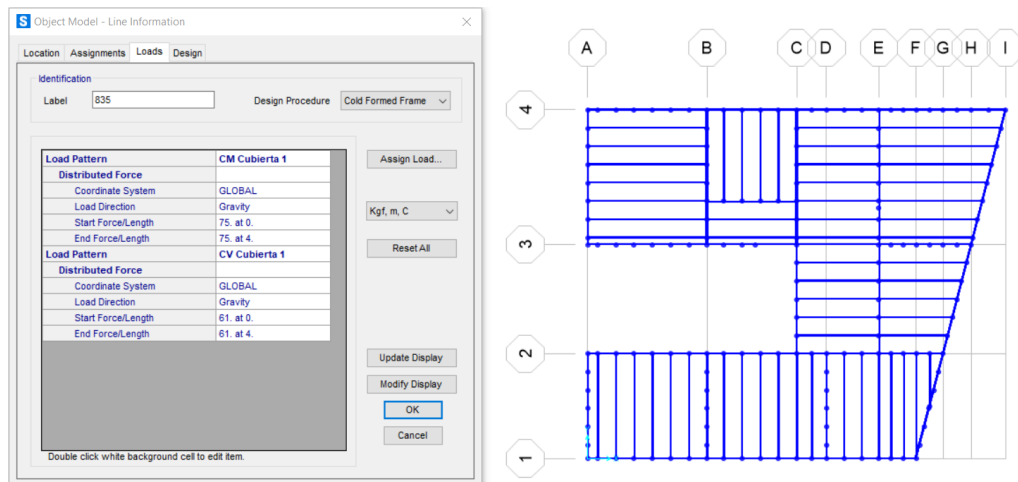 S Object Model - Line Information
Location Assignments Loads Design
Identification
Label 835 Design Procedure Cold Formed Frame
Load Pattern CM Cubierta 1
Distributed Force
Coordinate System GLOBAL
Load Direction Gravity
Start Force/Length 75. at 0.
End Force/Length 75. at 4.
Load Pattern CV Cubierta 1
Distributed Force
Coordinate System GLOBAL
Load Direction Gravity
Start Force/Length 61. at 0.
End Force/Length 61. at 4.
Double click white background cell to edit item.
Assign Load...
Kgf, m, C
Reset All
Update Display
Modify Display
OK
Cancel
A B C D E F G H I
4
3
2
1